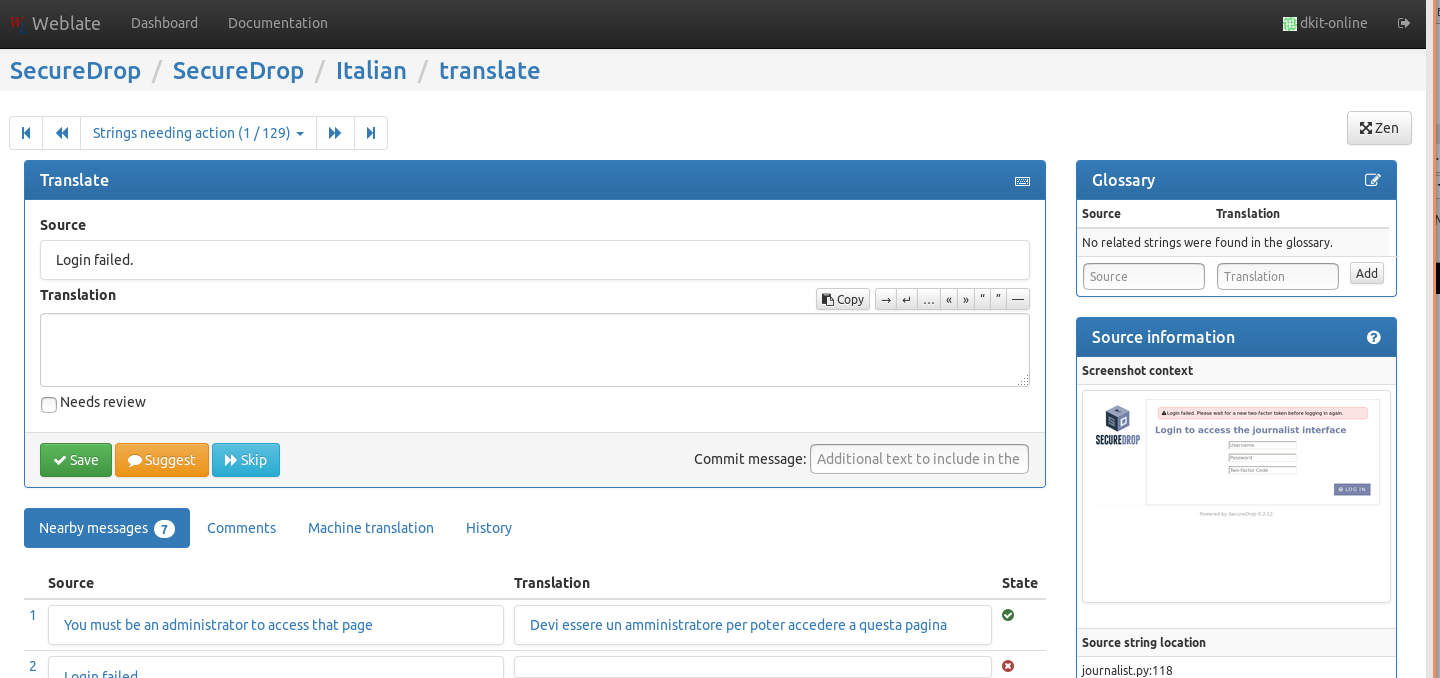 Weblate Dashboard Documentation dkit-online
SecureDrop / SecureDrop / Italian / translate
Strings needing action (1 / 129)
Zen
Translate
Source
Login failed.
Translation
Copy → ↵ … « » “ ” —
Needs review
Save Suggest Skip Commit message: Additional text to include in the
Nearby messages 7 Comments Machine translation History
Source Translation State
1 You must be an administrator to access that page Devi essere un amministratore per poter accedere a questa pagina
2 Login failed.
Glossary
Source Translation
No related strings were found in the glossary.
Source Translation Add
Source information
Screenshot context
Login failed. Please wait for a new two-factor token before logging in again.
Login to access the journalist interface
SECUREDROP
Username
Password
Two-factor Code
LOG IN
Powered by SecureDrop 0.3.12.
Source string location
journalist.py:118